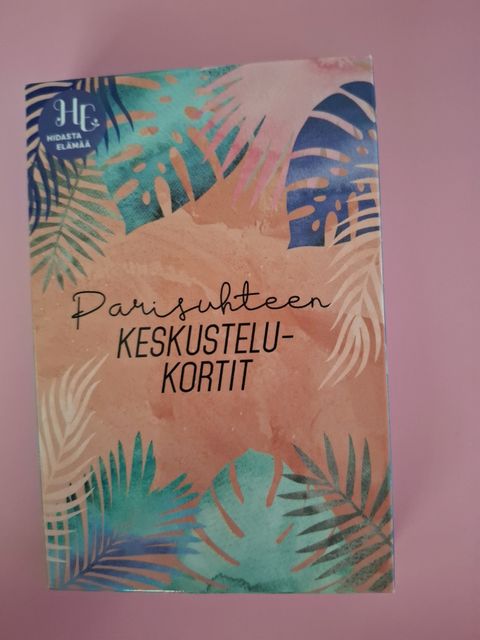 HE
HIDASTA
ELÄMÄÄ
Parisuhteen
KESKUSTELU-
KORTIT